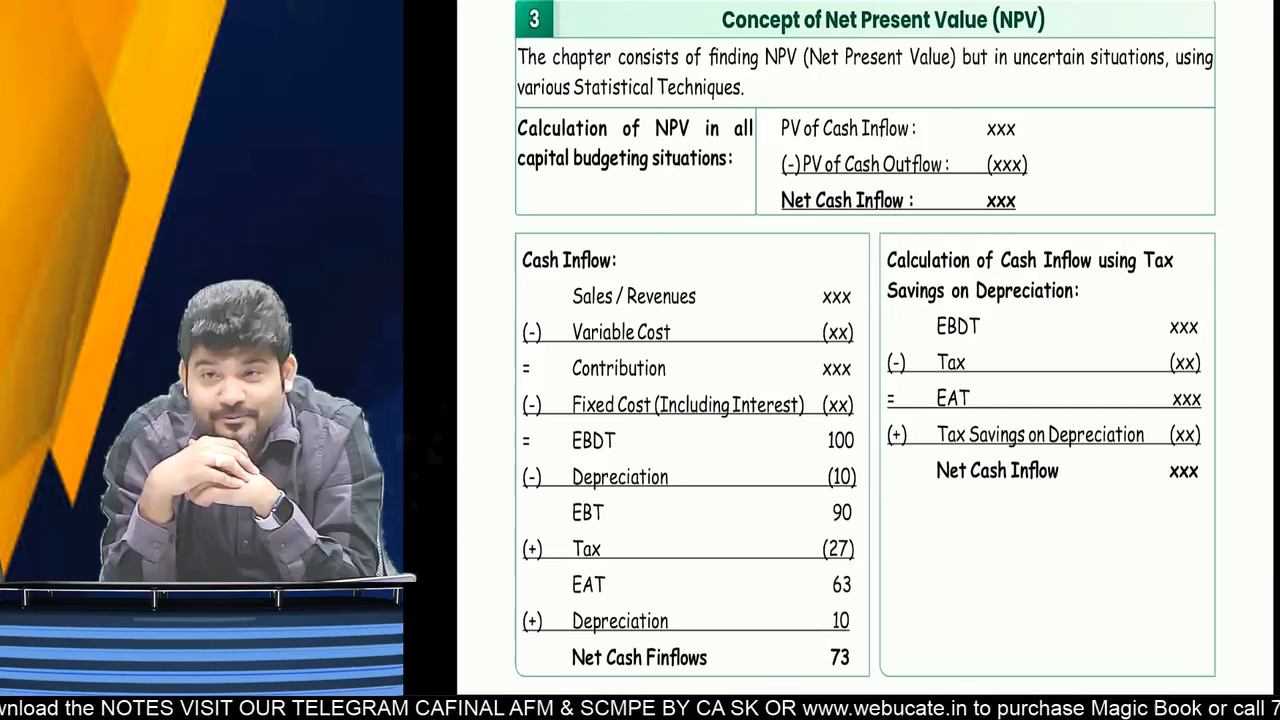 3 Concept of Net Present Value (NPV)
The chapter consists of finding NPV (Net Present Value) but in uncertain situations, using
various Statistical Techniques.
Calculation of NPV in all
capital budgeting situations:
PV of Cash Inflow : xxx
(-) PV of Cash Outflow : (xxx)
Net Cash Inflow : xxx
Cash Inflow:
Sales / Revenues xxx
(-) Variable Cost (xx)
= Contribution xxx
(-) Fixed Cost (Including Interest) (xx)
= EBDT 100
(-) Depreciation (10)
EBT 90
(+) Tax (27)
EAT 63
(+) Depreciation 10
Net Cash Finflows 73
Calculation of Cash Inflow using Tax
Savings on Depreciation:
EBDT xxx
(-) Tax (xx)
= EAT xxx
(+) Tax Savings on Depreciation (xx)
Net Cash Inflow xxx
wnload the NOTES VISIT OUR TELEGRAM CAFINAL AFM & SCMPE BY CA SK OR www.webucate.in to purchase Magic Book or call 7